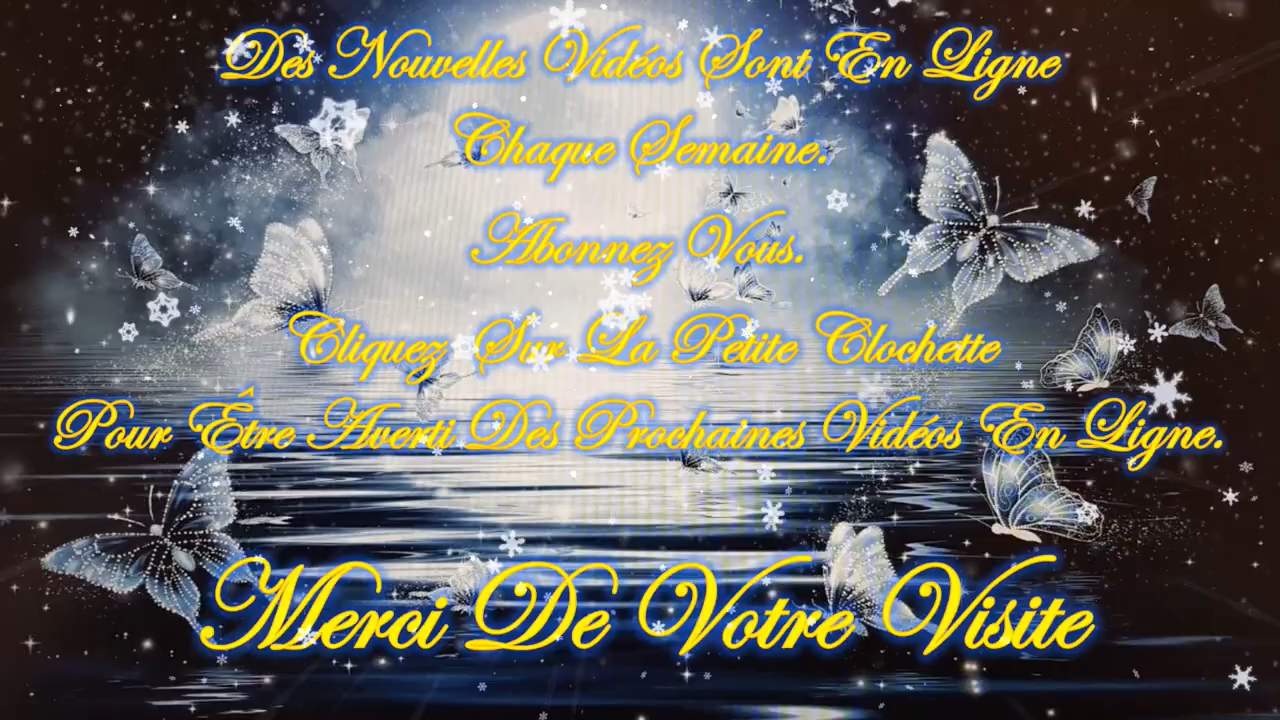 Des Nouvelles Vidéos Sont En Ligne
Chaque Semaine.
Abonnez Vous.
Cliquez Sur La Petite Clochette
Pour Être Averti Des Prochaines Vidéos En Ligne.
Merci De Votre Visite